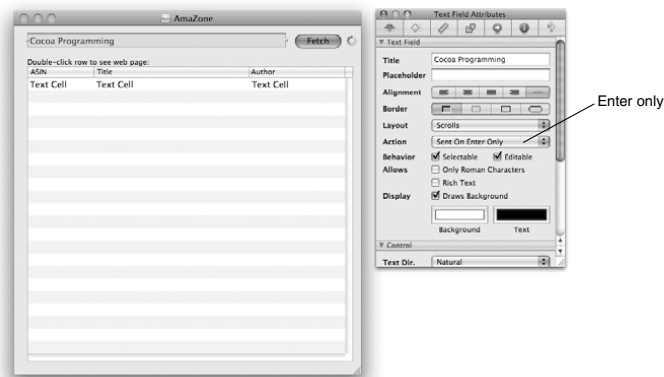 AmaZone
Cocoa Programming
Fetch
Double-click row to see web page:
ASIN Title Author
Text Cell Text Cell Text Cell
Text Field Attributes
Text Field
Title Cocoa Programming
Placeholder
Alignment
Border
Layout Scrolls
Action Sent On Enter Only
Behavior Selectable Editable
Allows Only Roman Characters
Rich Text
Display Draws Background
Background Text
Control
Text Dir. Natural
Enter only